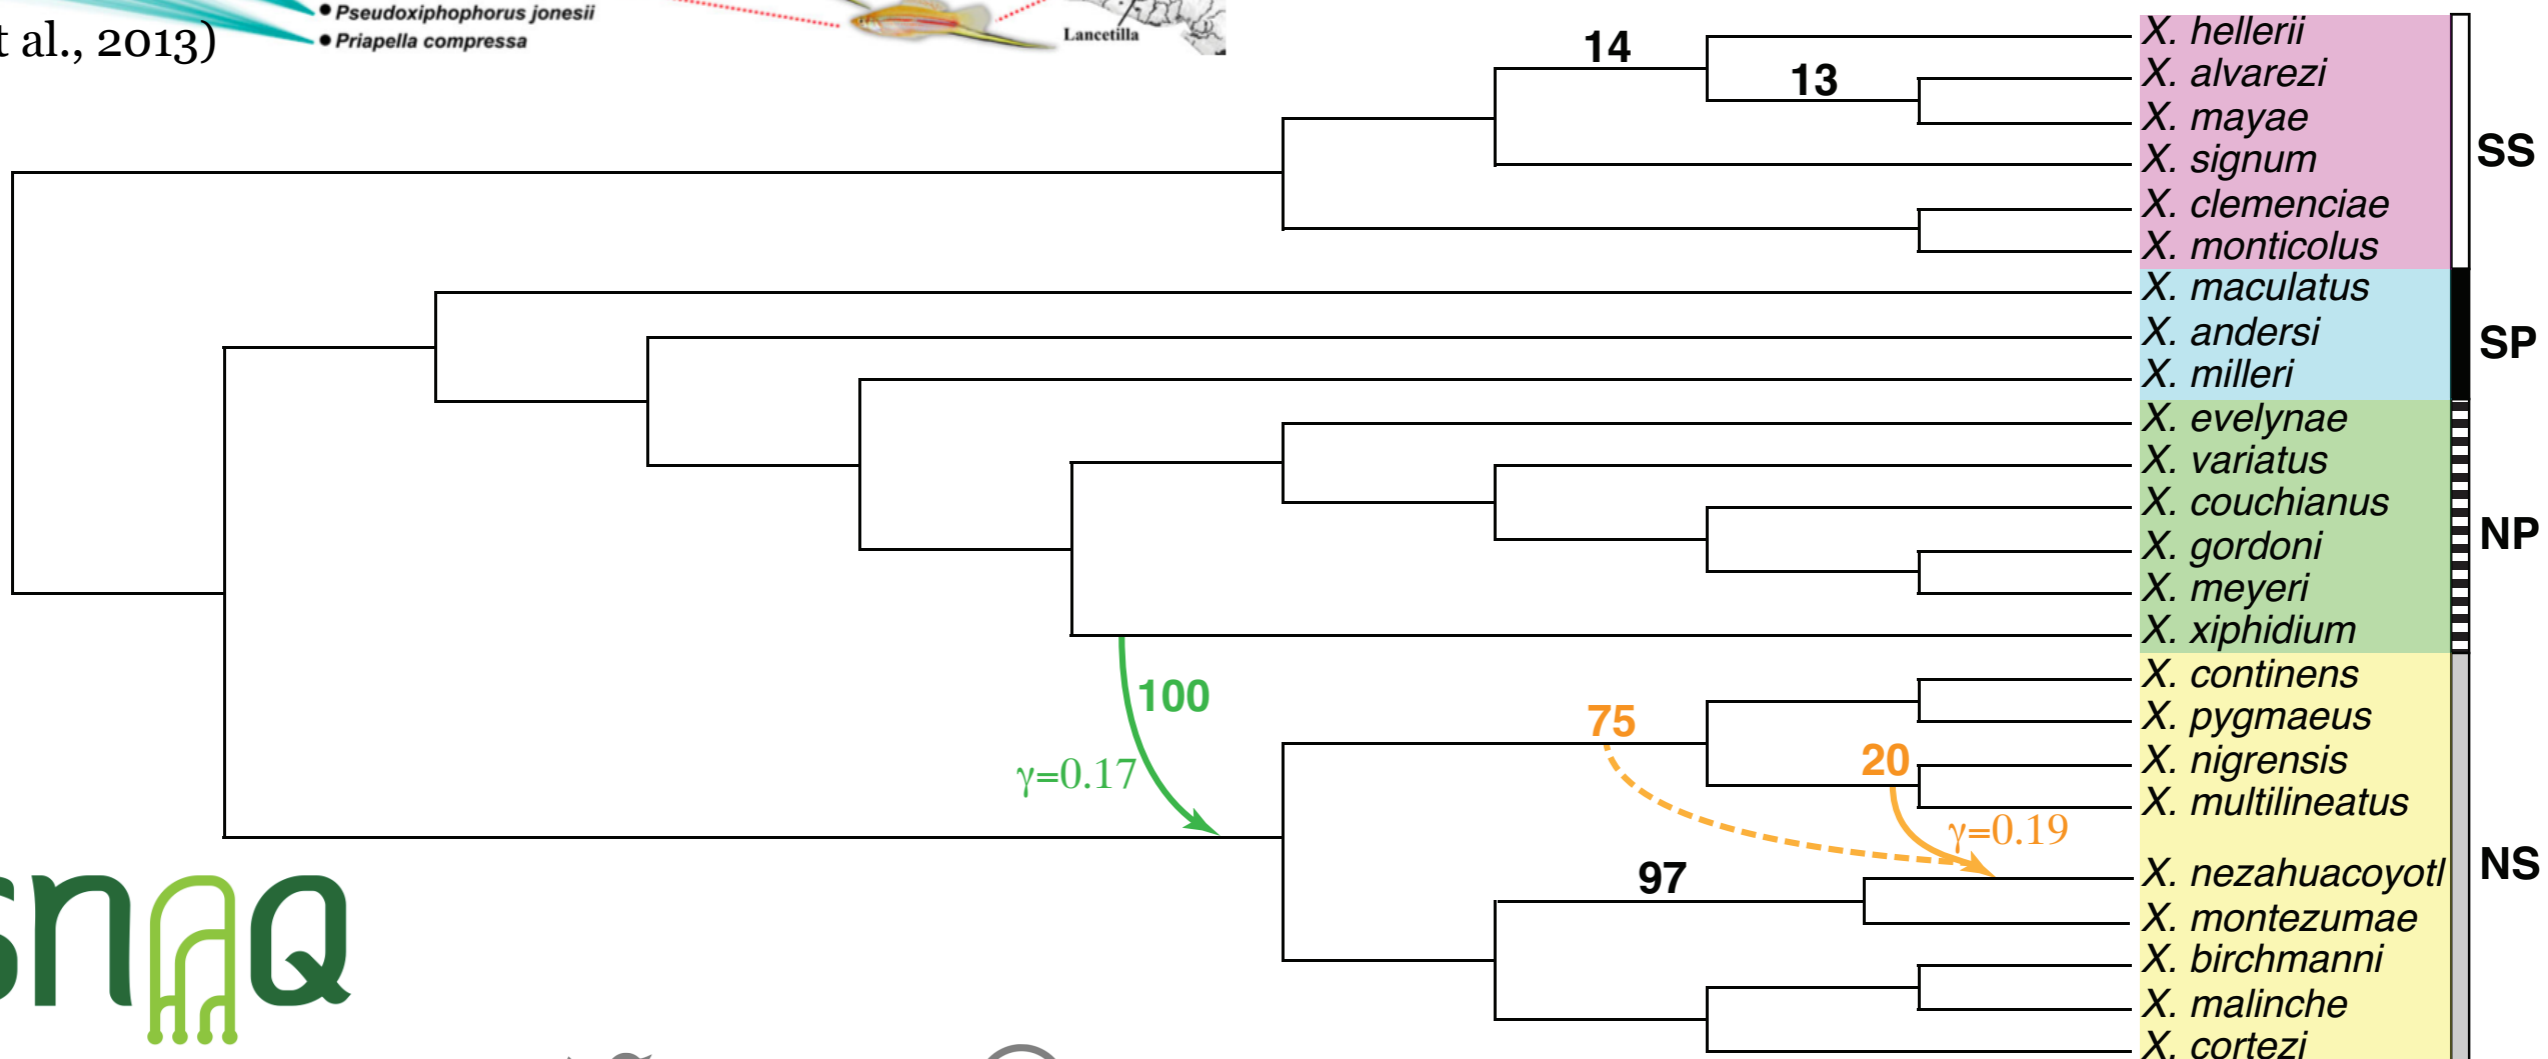 Pseudoxiphophorus jonesii
Priapella compressa
t al., 2013)
Lancetilla
14
13
X. hellerii
X. alvarezi
X. mayae
X. signum
X. clemenciae
X. monticolus
SS
X. maculatus
X. andersi
X. milleri
SP
X. evelynae
X. variatus
X. couchianus
X. gordoni
X. meyeri
X. xiphidium
NP
100
γ=0.17
75
20
γ=0.19
97
X. continens
X. pygmaeus
X. nigrensis
X. multilineatus
X. nezahuacoyotl
X. montezumae
X. birchmanni
X. malinche
X. cortezi
NS
snaQ